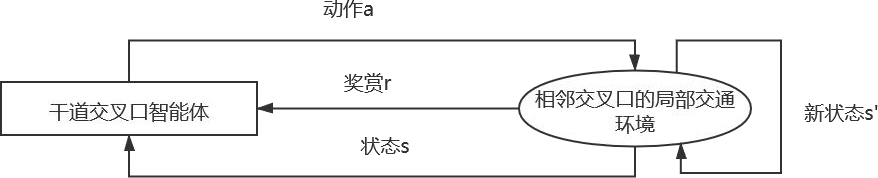 动作a
奖赏r
干道交叉口智能体
相邻交叉口的局部交通
环境
新状态s'
状态s